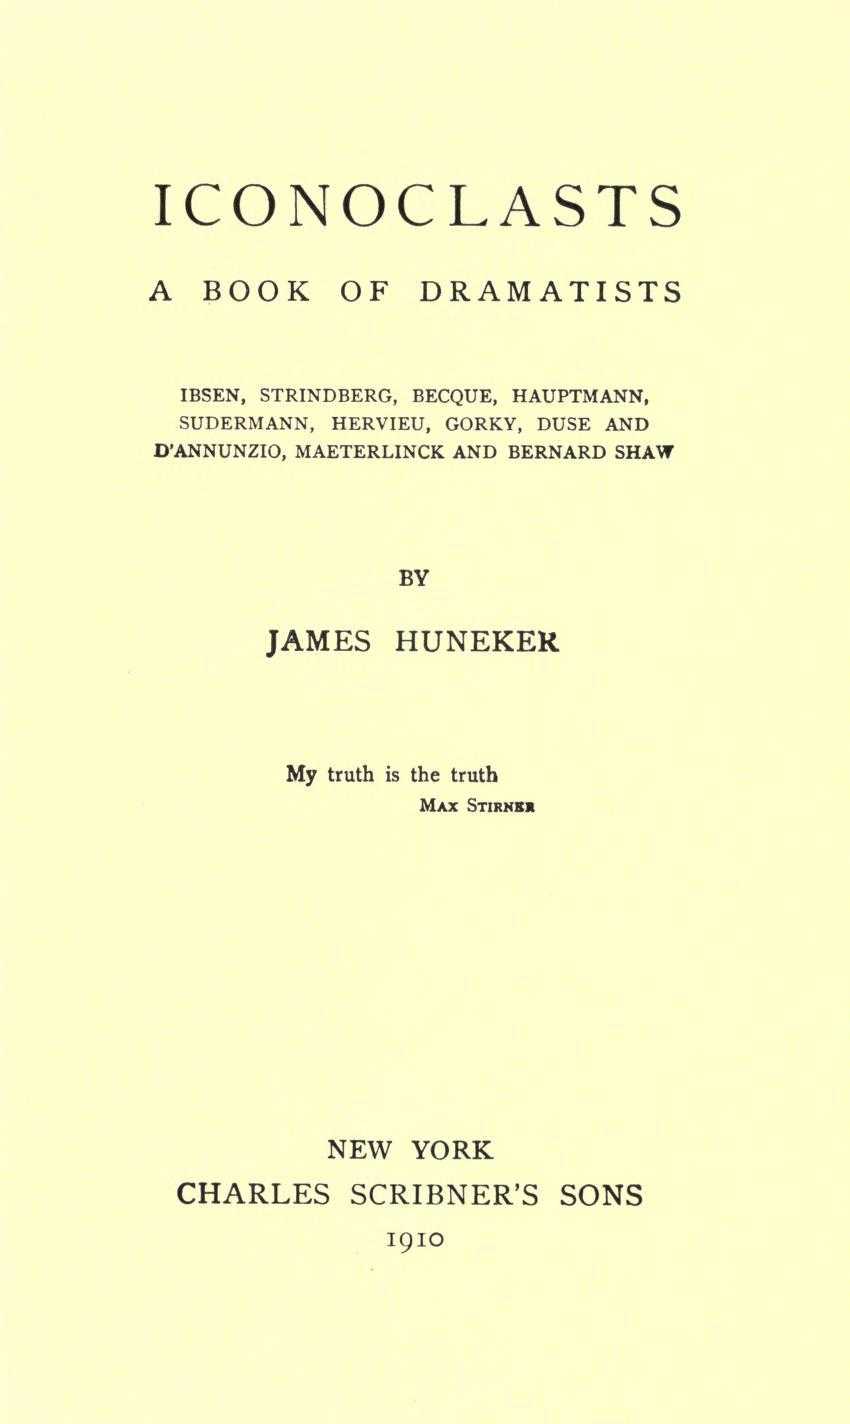 ICONOCLASTS
A BOOK OF DRAMATISTS
IBSEN, STRINDBERG, BECQUE, HAUPTMANN,
SUDERMANN, HERVIEU, GORKY, DUSE AND
D'ANNUNZIO, MAETERLINCK AND BERNARD SHAW
BY
JAMES HUNEKER
My truth is the truth
MAX STIRNER
NEW YORK
CHARLES SCRIBNER'S SONS
1910